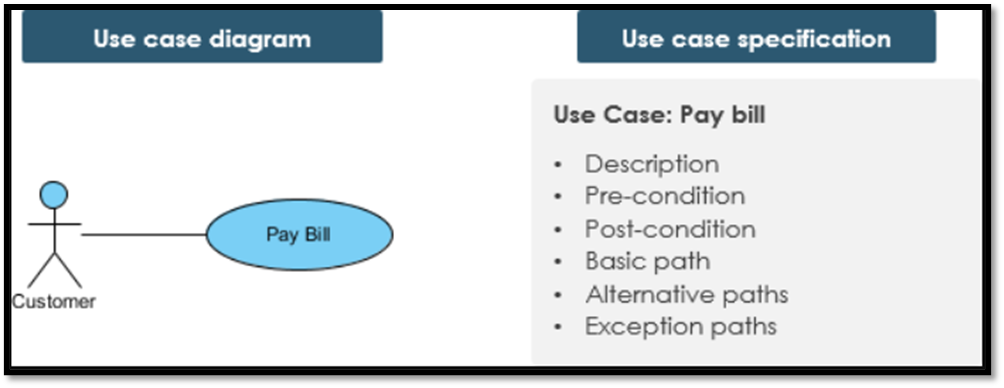 Use case diagram
Customer
Pay Bill
Use case specification
Use Case: Pay bill
• Description
• Pre-condition
• Post-condition
• Basic path
• Alternative paths
• Exception paths